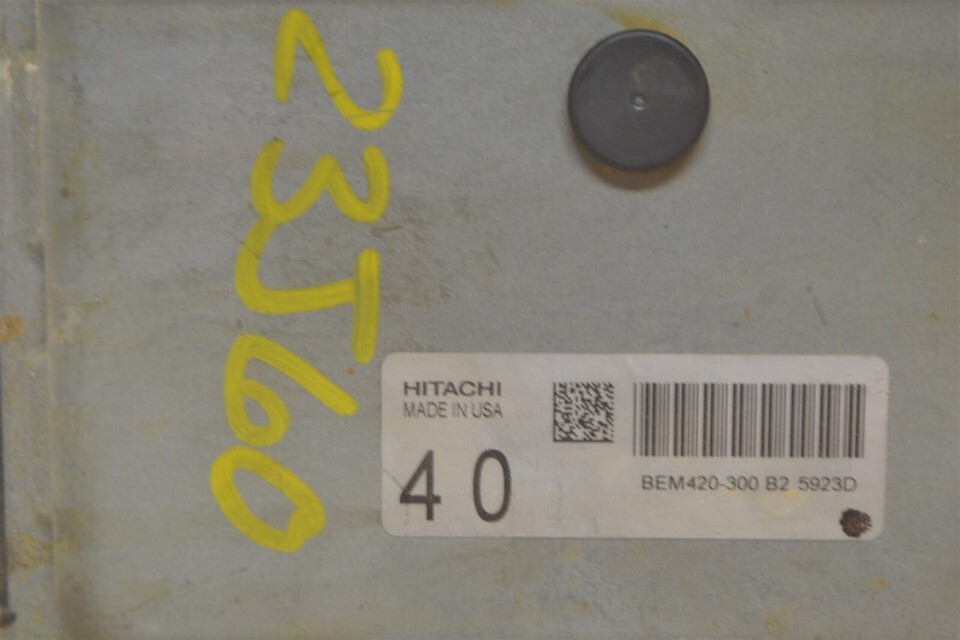 23J60
HITACHI
MADE IN USA
40
BEM420-300 B2 5923D